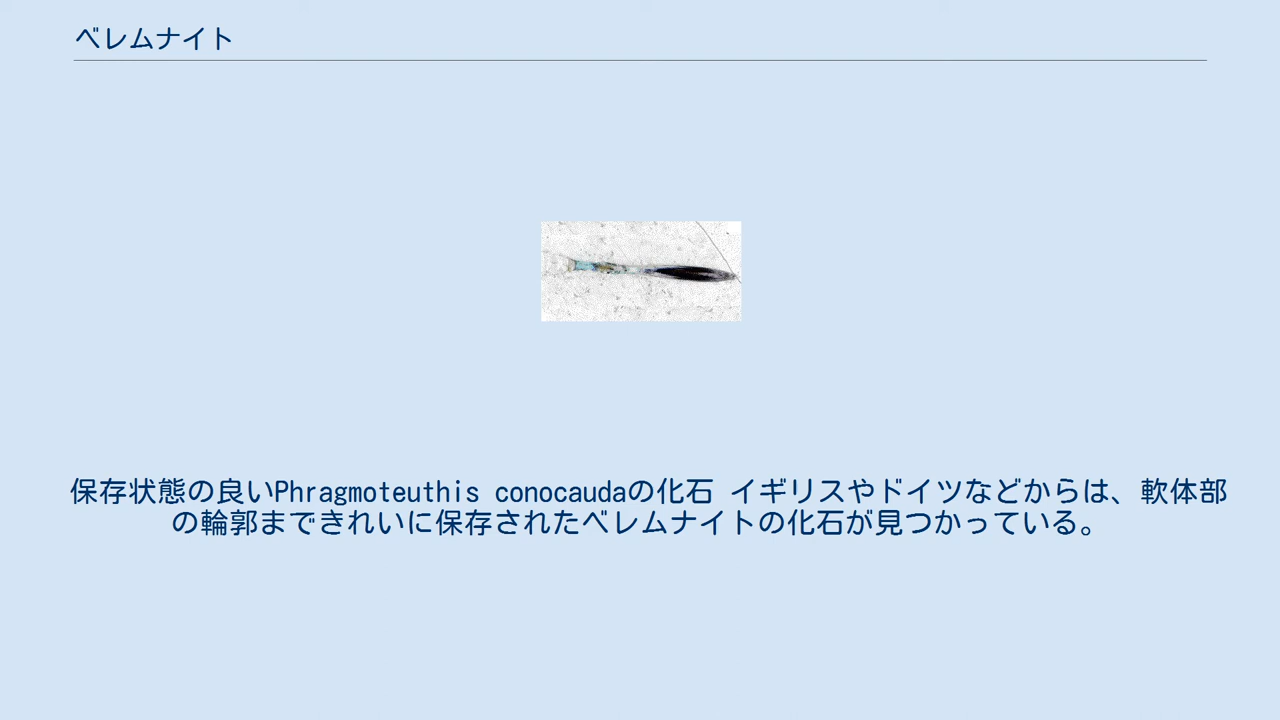 ベレムナイト
保存状態の良いPhragmoteuthis conocaudaの化石 イギリスやドイツなどからは、軟体部
の輪郭まできれいに保存されたベレムナイトの化石が見つかっている。